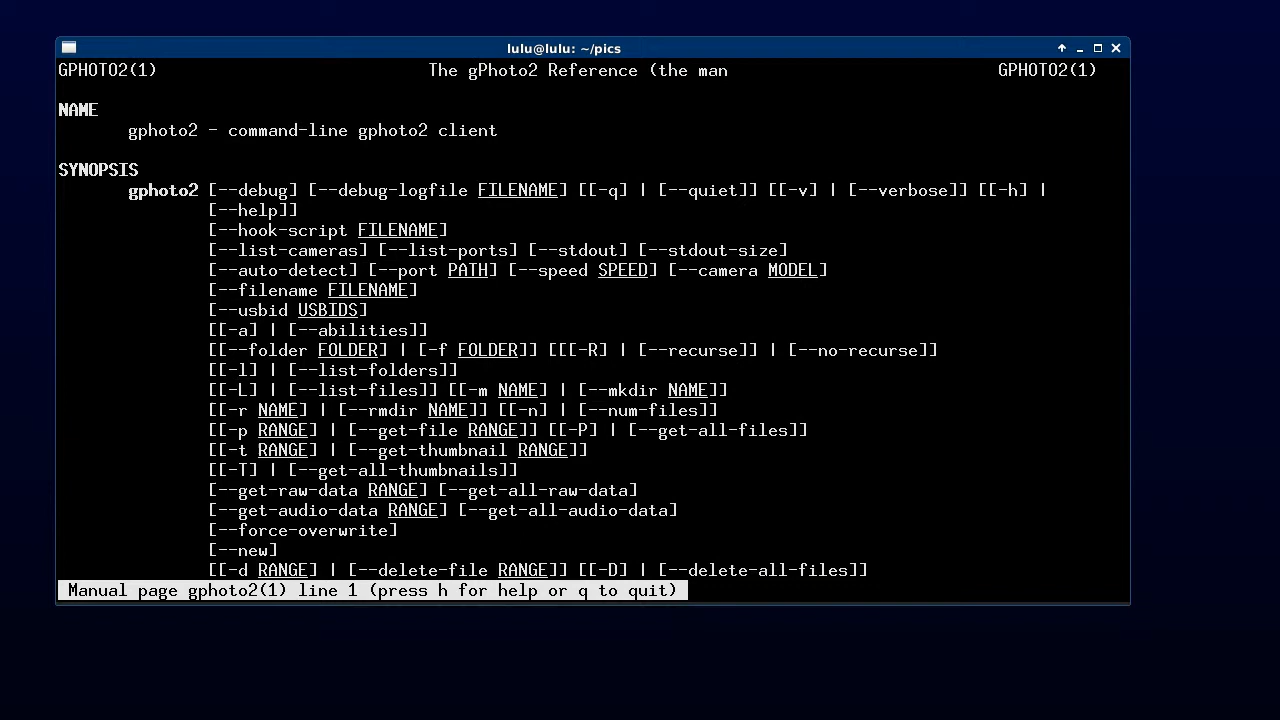 lulu@lulu: ~/pics
GPHOTO2(1) The gPhoto2 Reference (the man GPHOTO2(1)
NAME
gphoto2 - command-line gphoto2 client
SYNOPSIS
gphoto2 [--debug] [--debug-logfile FILENAME] [[-q] | [--quiet]] [[-v] | [--verbose]] [[-h] |
[--help]]
[--hook-script FILENAME]
[--list-cameras] [--list-ports] [--stdout] [--stdout-size]
[--auto-detect] [--port PATH] [--speed SPEED] [--camera MODEL]
[--filename FILENAME]
[--usbid USBIDS]
[[-a] | [--abilities]]
[[--folder FOLDER] | [-f FOLDER]] [[[-R] | [--recurse]] | [--no-recurse]]
[[-l] | [--list-folders]]
[[-L] | [--list-files]] [[-m NAME] | [--mkdir NAME]]
[[-r NAME] | [--rmdir NAME]] [[-n] | [--num-files]]
[[-p RANGE] | [--get-file RANGE]] [[-P] | [--get-all-files]]
[[-t RANGE] | [--get-thumbnail RANGE]]
[[-T] | [--get-all-thumbnails]]
[--get-raw-data RANGE] [--get-all-raw-data]
[--get-audio-data RANGE] [--get-all-audio-data]
[--force-overwrite]
[--new]
[[-d RANGE] | [--delete-file RANGE]] [[-D] | [--delete-all-files]]
Manual page gphoto2(1) line 1 (press h for help or q to quit)